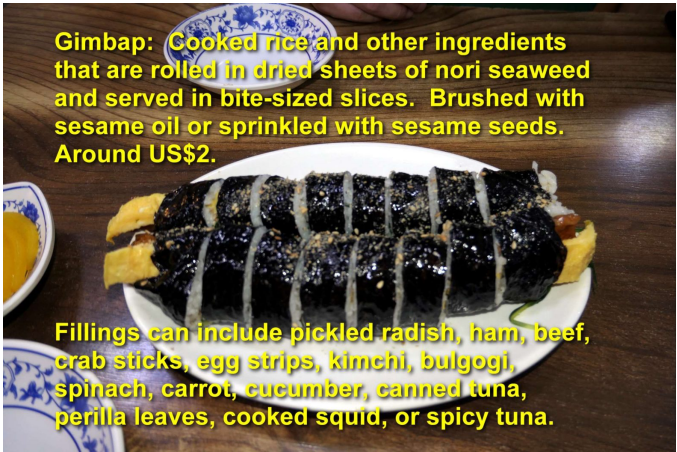 Gimbap:  Cooked rice and other ingredients
that are rolled in dried sheets of nori seaweed
and served in bite-sized slices.  Brushed with
sesame oil or sprinkled with sesame seeds.
Around US$2.
Fillings can include pickled radish, ham, beef,
crab sticks, egg strips, kimchi, bulgogi,
spinach, carrot, cucumber, canned tuna,
perilla leaves, cooked squid, or spicy tuna.